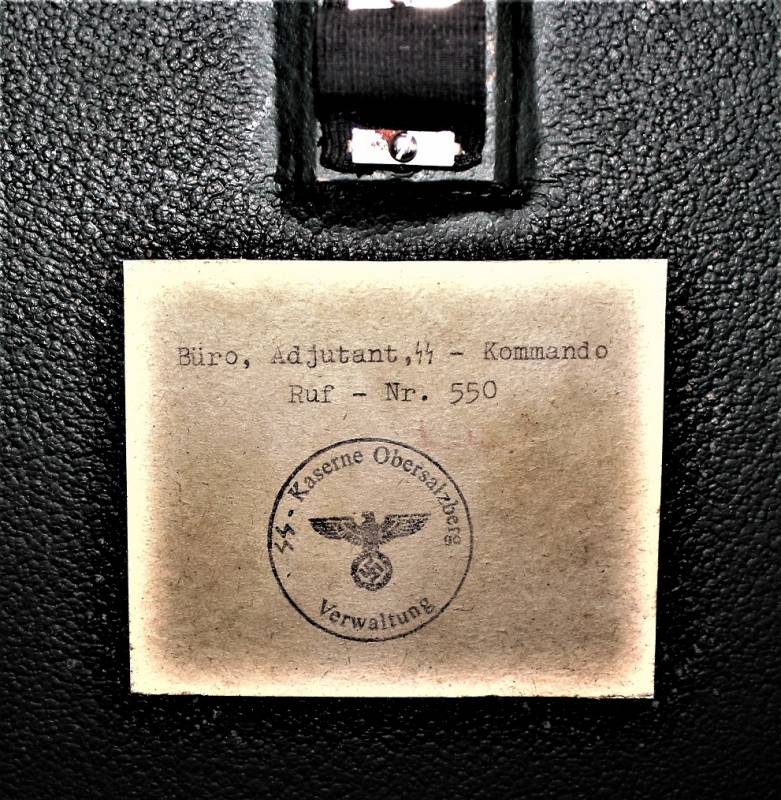 Büro, Adjutant,ᛋᛋ - Kommando
Ruf - Nr. 550
ᛋᛋ - Kaserne Obersalzberg
Verwaltung